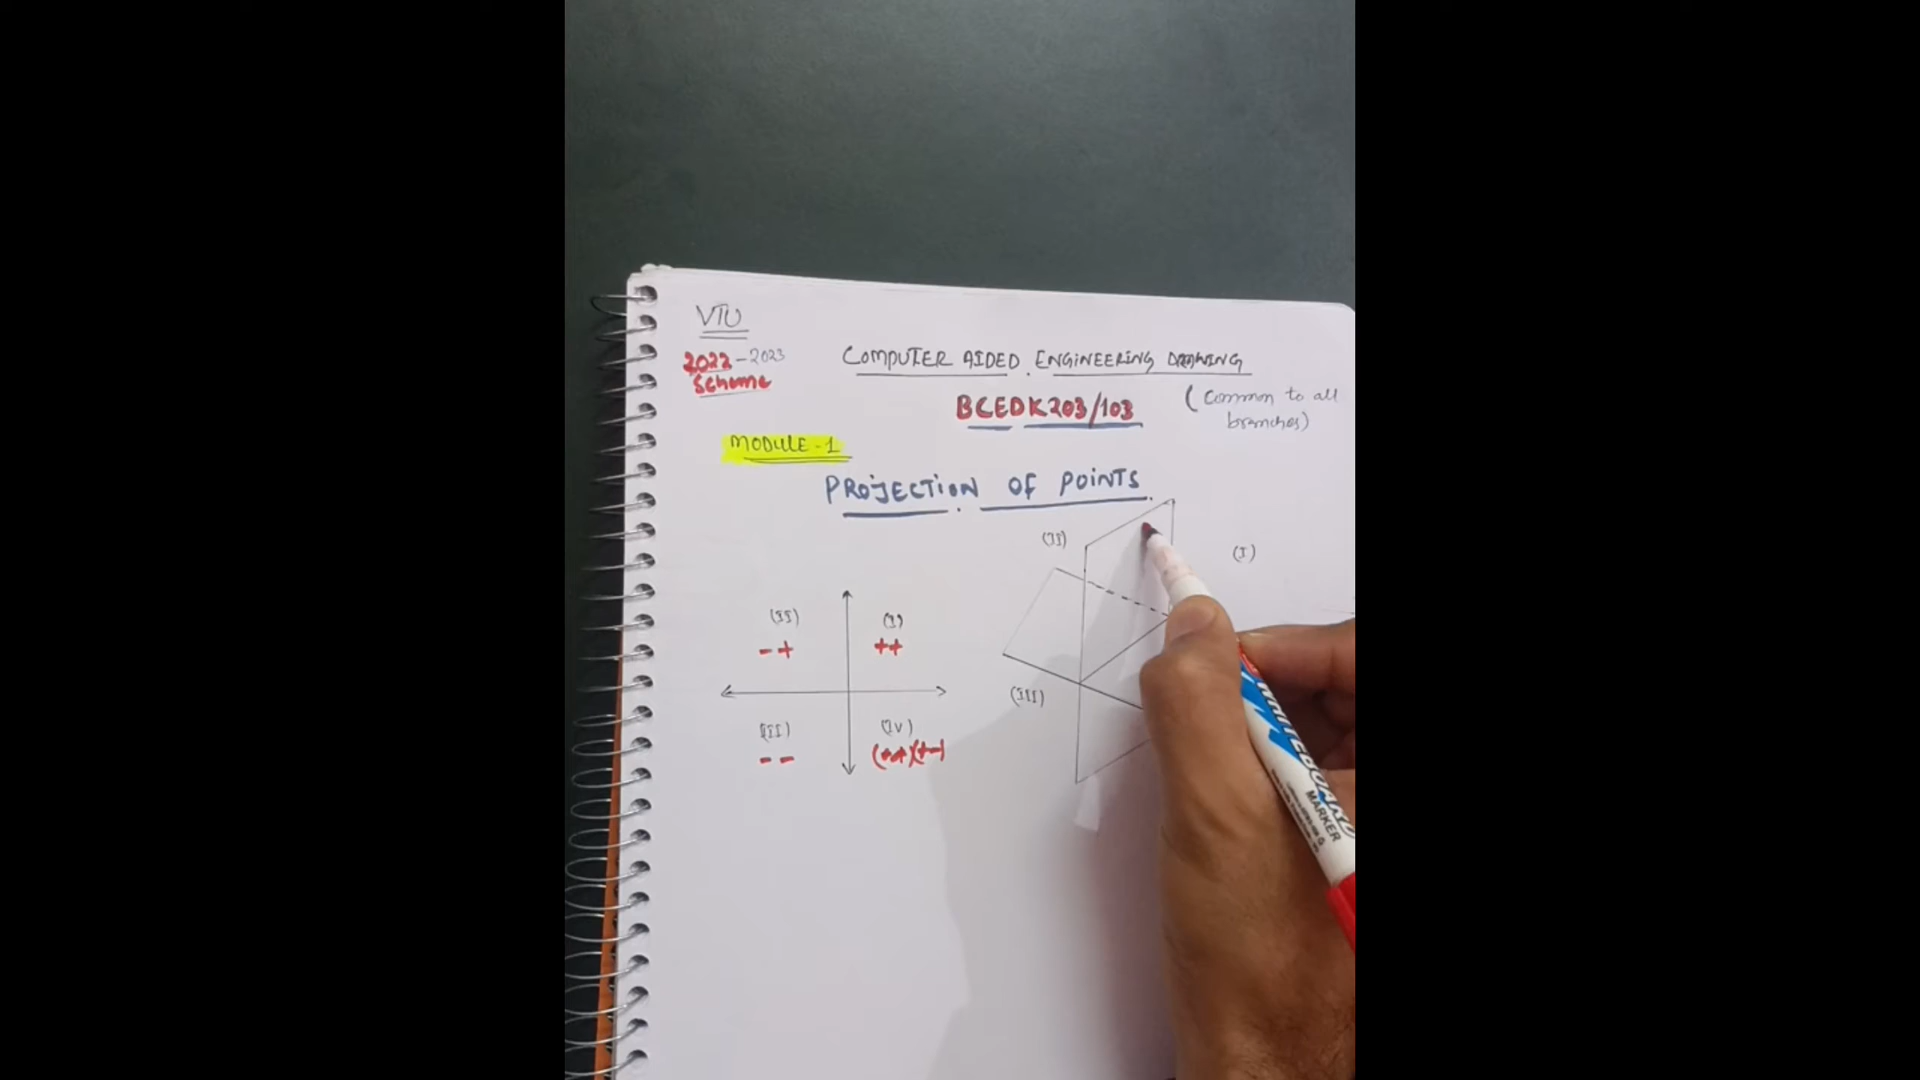 VTU
2022-2023
Scheme
COMPUTER AIDED ENGINEERING DRAWING
BCEDK203/103
(Common to all
branches)
MODULE-1
PROJECTION OF POINTS.
(II)
(I)
(II)
(I)
-+
++
(III)
(III)
(IV)
--
(+-)
WHITEBOARD
MARKER